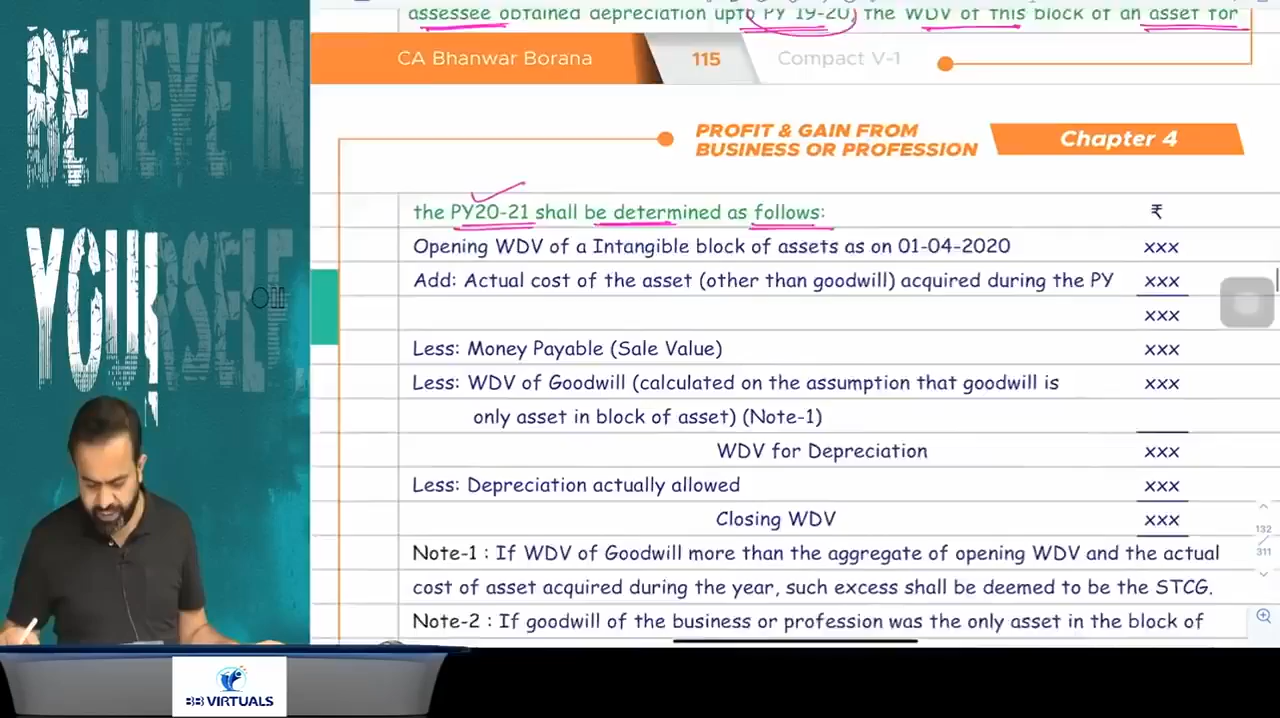 BELIEVE IN
YOURSELF
assessee obtained depreciation upto PY 19-20, the WDV of this block of an asset for
CA Bhanwar Borana
115
Compact V-1
PROFIT & GAIN FROM
BUSINESS OR PROFESSION
Chapter 4
the PY20-21 shall be determined as follows: ₹
Opening WDV of a Intangible block of assets as on 01-04-2020 xxx
Add: Actual cost of the asset (other than goodwill) acquired during the PY xxx
xxx
Less: Money Payable (Sale Value) xxx
Less: WDV of Goodwill (calculated on the assumption that goodwill is xxx
only asset in block of asset) (Note-1)
WDV for Depreciation xxx
Less: Depreciation actually allowed xxx
Closing WDV xxx
Note-1 : If WDV of Goodwill more than the aggregate of opening WDV and the actual
cost of asset acquired during the year, such excess shall be deemed to be the STCG.
Note-2 : If goodwill of the business or profession was the only asset in the block of
132
311
BB VIRTUALS